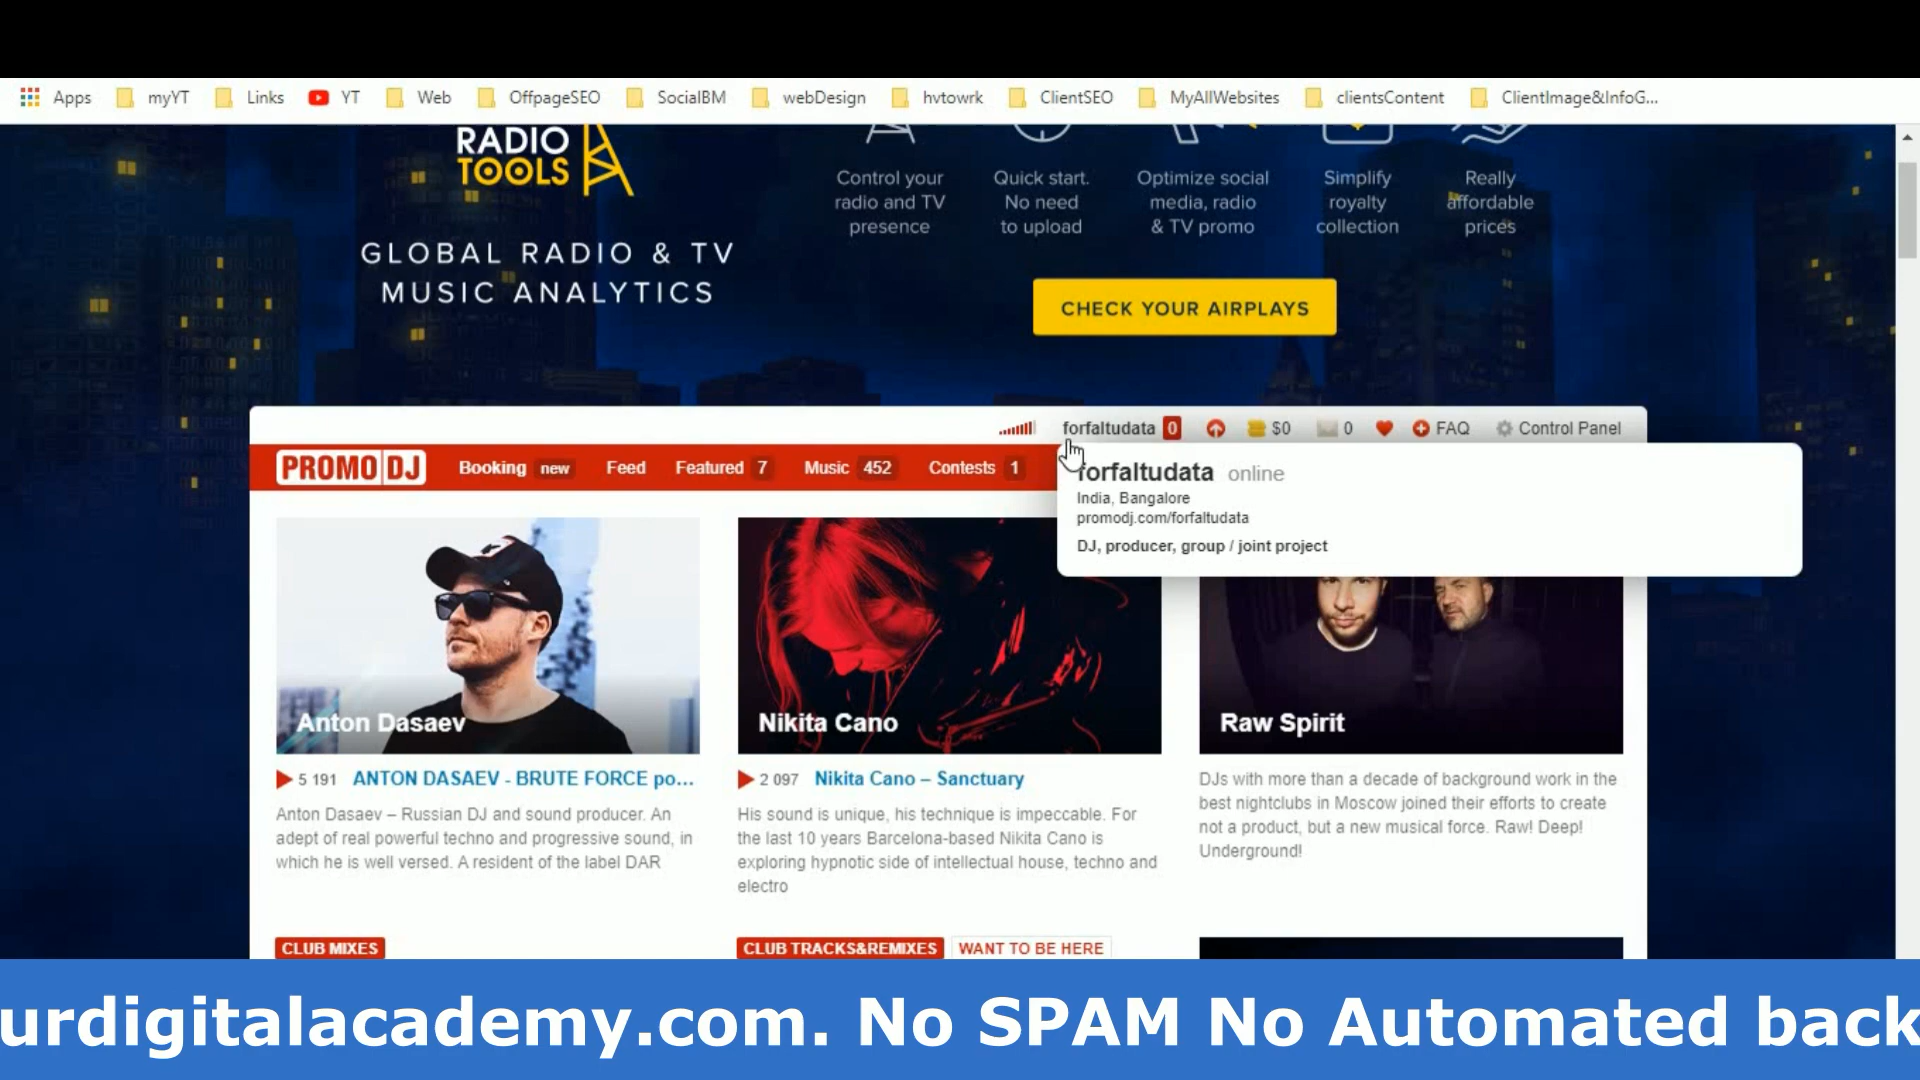 Apps myYT Links YT Web OffpageSEO SocialBM webDesign hvtowrk ClientSEO MyAllWebsites clientsContent ClientImage&InfoG...
RADIO
TOOLS
GLOBAL RADIO & TV
MUSIC ANALYTICS
Control your
radio and TV
presence
Quick start.
No need
to upload
Optimize social
media, radio
& TV promo
Simplify
royalty
collection
Really
affordable
prices
CHECK YOUR AIRPLAYS
forfaltudata 0 $0 0 FAQ Control Panel
PROMO DJ Booking new Feed Featured 7 Music 452 Contests 1
forfaltudata online
India, Bangalore
promodj.com/forfaltudata
DJ, producer, group / joint project
Anton Dasaev
5 191 ANTON DASAEV - BRUTE FORCE po...
Anton Dasaev – Russian DJ and sound producer. An
adept of real powerful techno and progressive sound, in
which he is well versed. A resident of the label DAR
Nikita Cano
2 097 Nikita Cano – Sanctuary
His sound is unique, his technique is impeccable. For
the last 10 years Barcelona-based Nikita Cano is
exploring hypnotic side of intellectual house, techno and
electro
Raw Spirit
DJs with more than a decade of background work in the
best nightclubs in Moscow joined their efforts to create
not a product, but a new musical force. Raw! Deep!
Underground!
CLUB MIXES
CLUB TRACKS&REMIXES WANT TO BE HERE
urdigitalacademy.com. No SPAM No Automated back